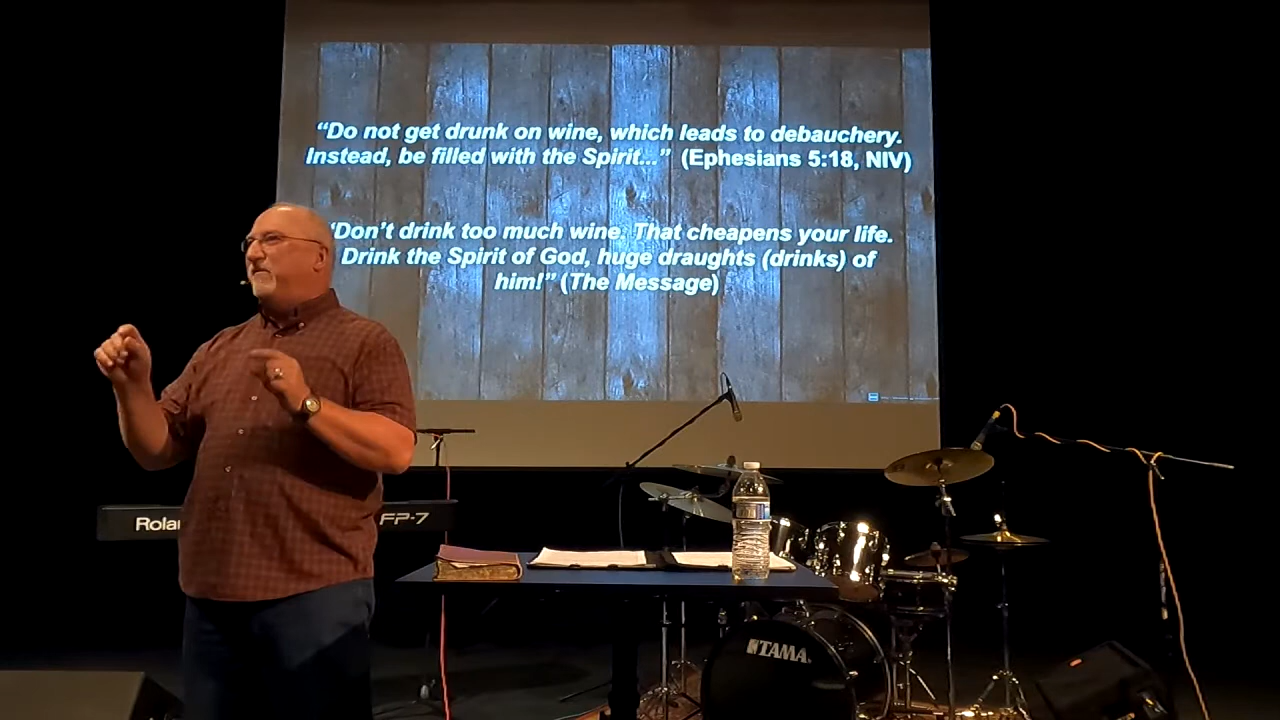 “Do not get drunk on wine, which leads to debauchery.
Instead, be filled with the Spirit...” (Ephesians 5:18, NIV)
“Don’t drink too much wine. That cheapens your life.
Drink the Spirit of God, huge draughts (drinks) of
him!” (The Message)
Rola
FP-7
TAMA